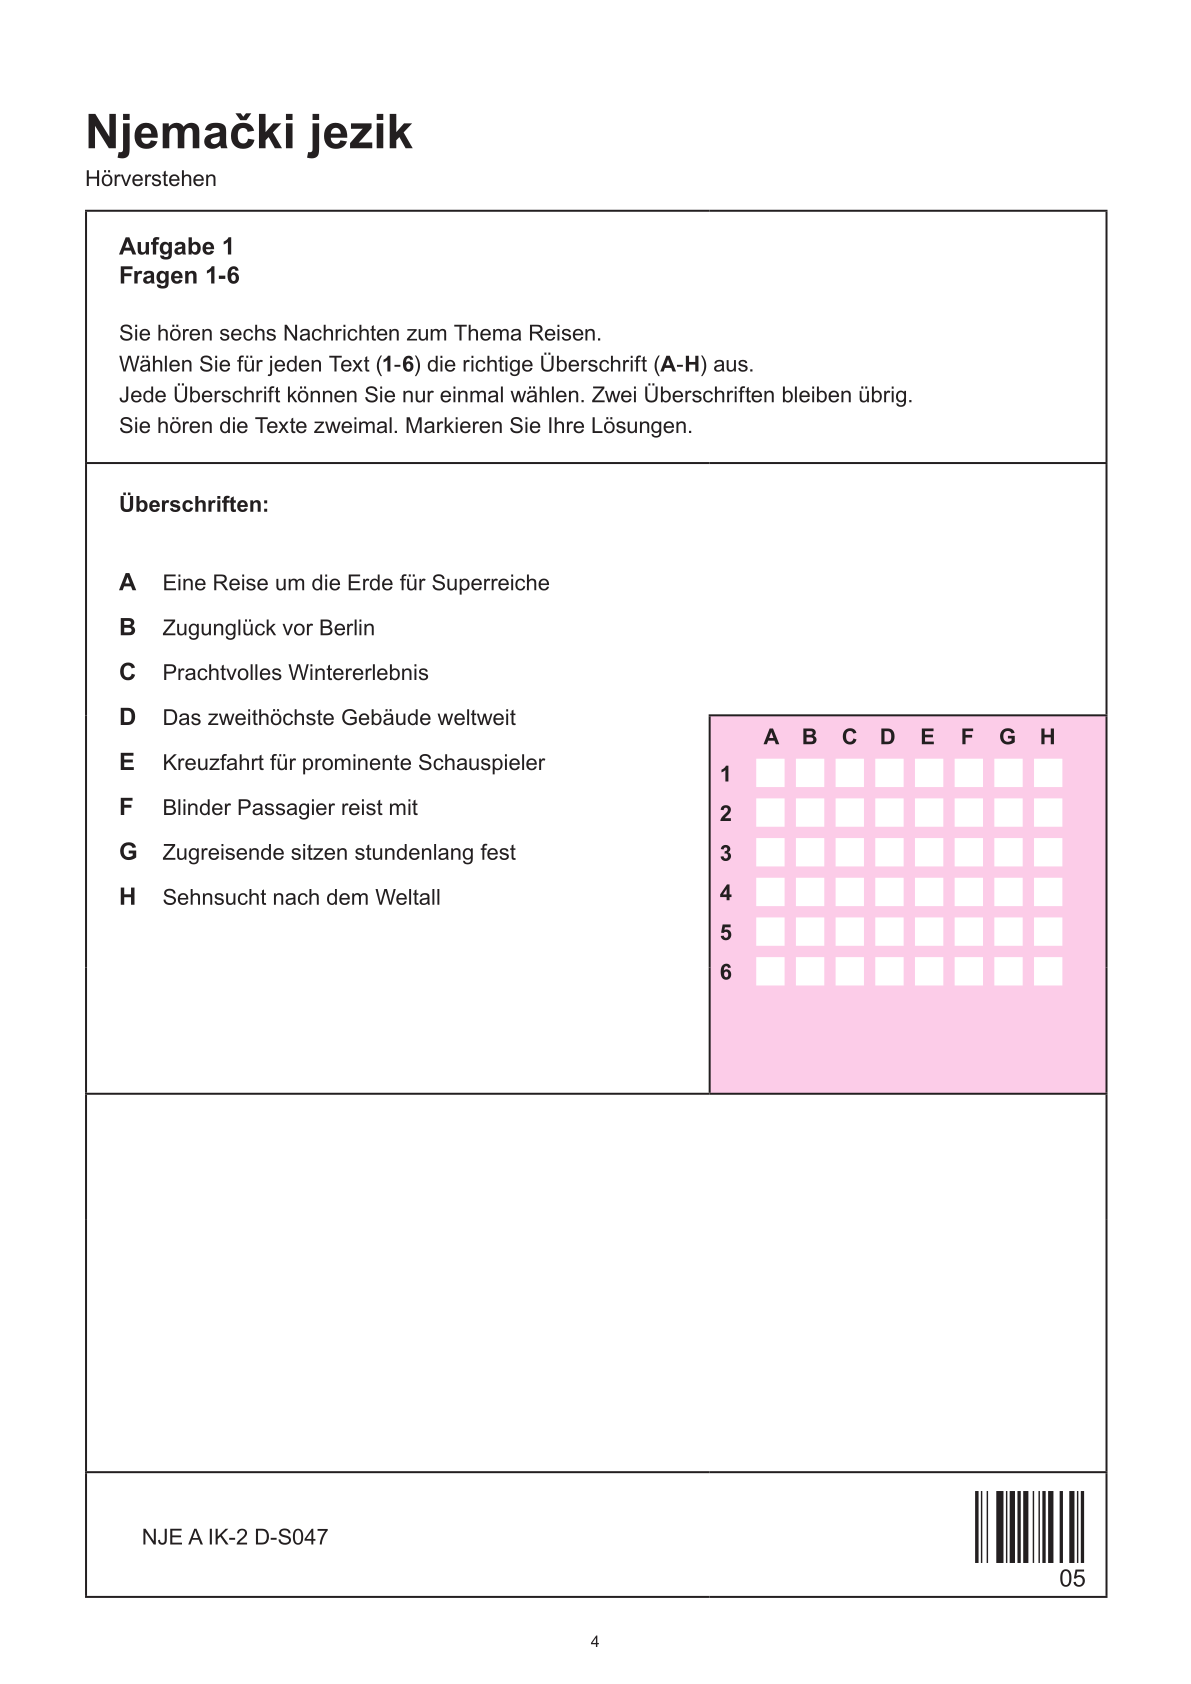 Njemački jezik
Hörverstehen
Aufgabe 1
Fragen 1-6
Sie hören sechs Nachrichten zum Thema Reisen.
Wählen Sie für jeden Text (1-6) die richtige Überschrift (A-H) aus.
Jede Überschrift können Sie nur einmal wählen. Zwei Überschriften bleiben übrig.
Sie hören die Texte zweimal. Markieren Sie Ihre Lösungen.
Überschriften:
A Eine Reise um die Erde für Superreiche
B Zugunglück vor Berlin
C Prachtvolles Wintererlebnis
D Das zweithöchste Gebäude weltweit
E Kreuzfahrt für prominente Schauspieler
F Blinder Passagier reist mit
G Zugreisende sitzen stundenlang fest
H Sehnsucht nach dem Weltall
A B C D E F G H
1
2
3
4
5
6
NJE A IK-2 D-S047
05
4